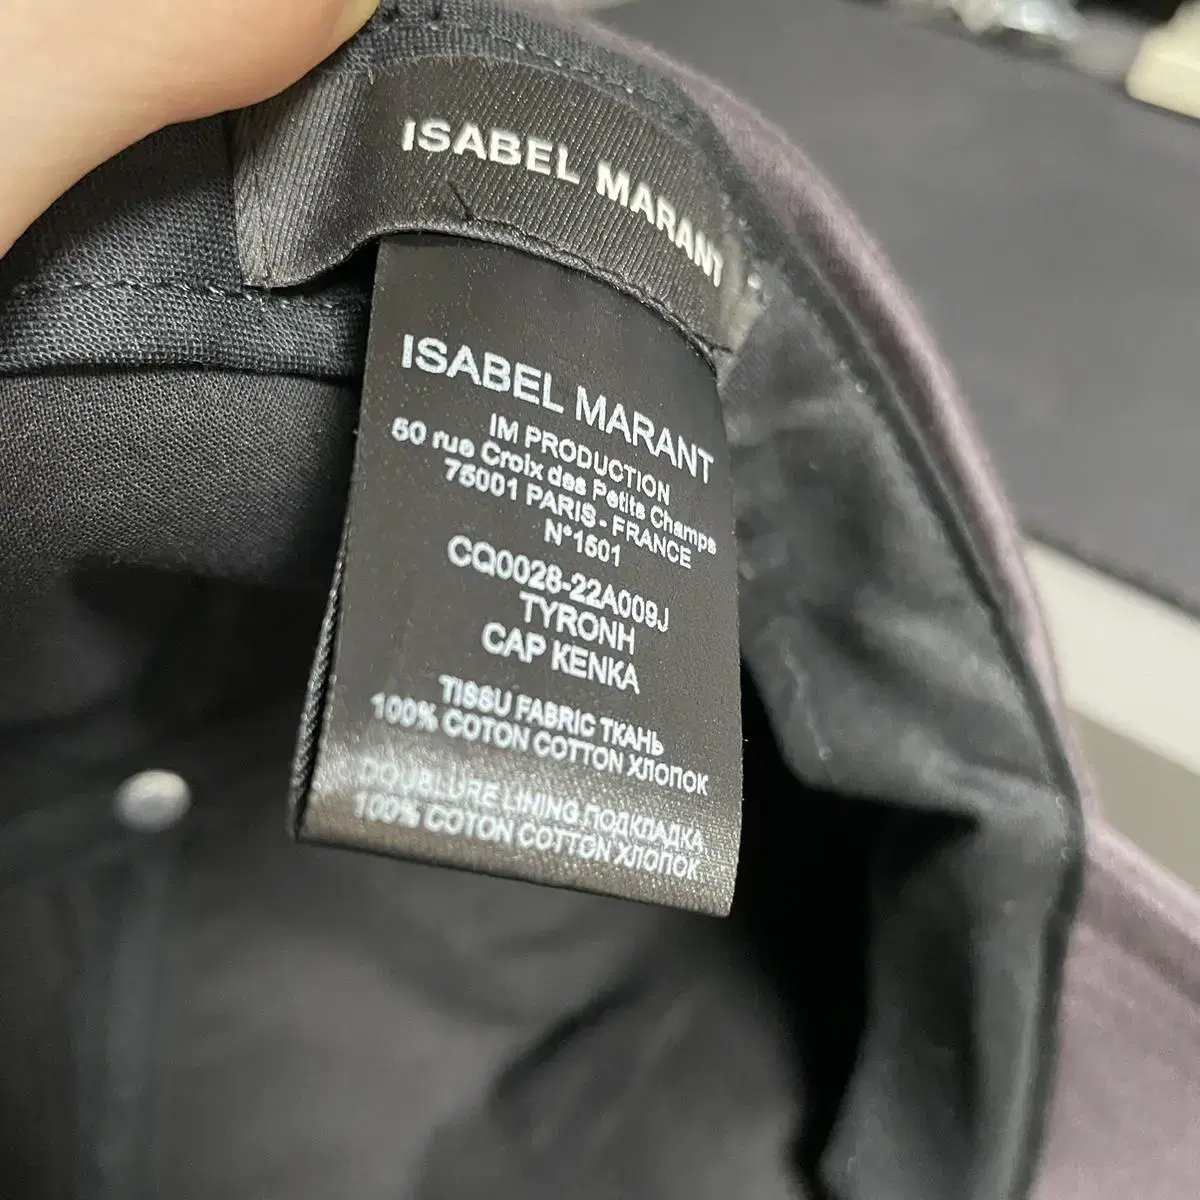 ISABEL MARANT
ISABEL MARANT
IM PRODUCTION
50 rue Croix des Petits Champs
75001 PARIS - FRANCE
N°1501
CQ0028-22A009J
TYRONH
CAP KENKA
TISSU FABRIC ТКАНЬ
100% COTON COTTON ХЛОПОК
DOUBLURE LINING ПОДКЛАДКА
100% COTON COTTON ХЛОПОК